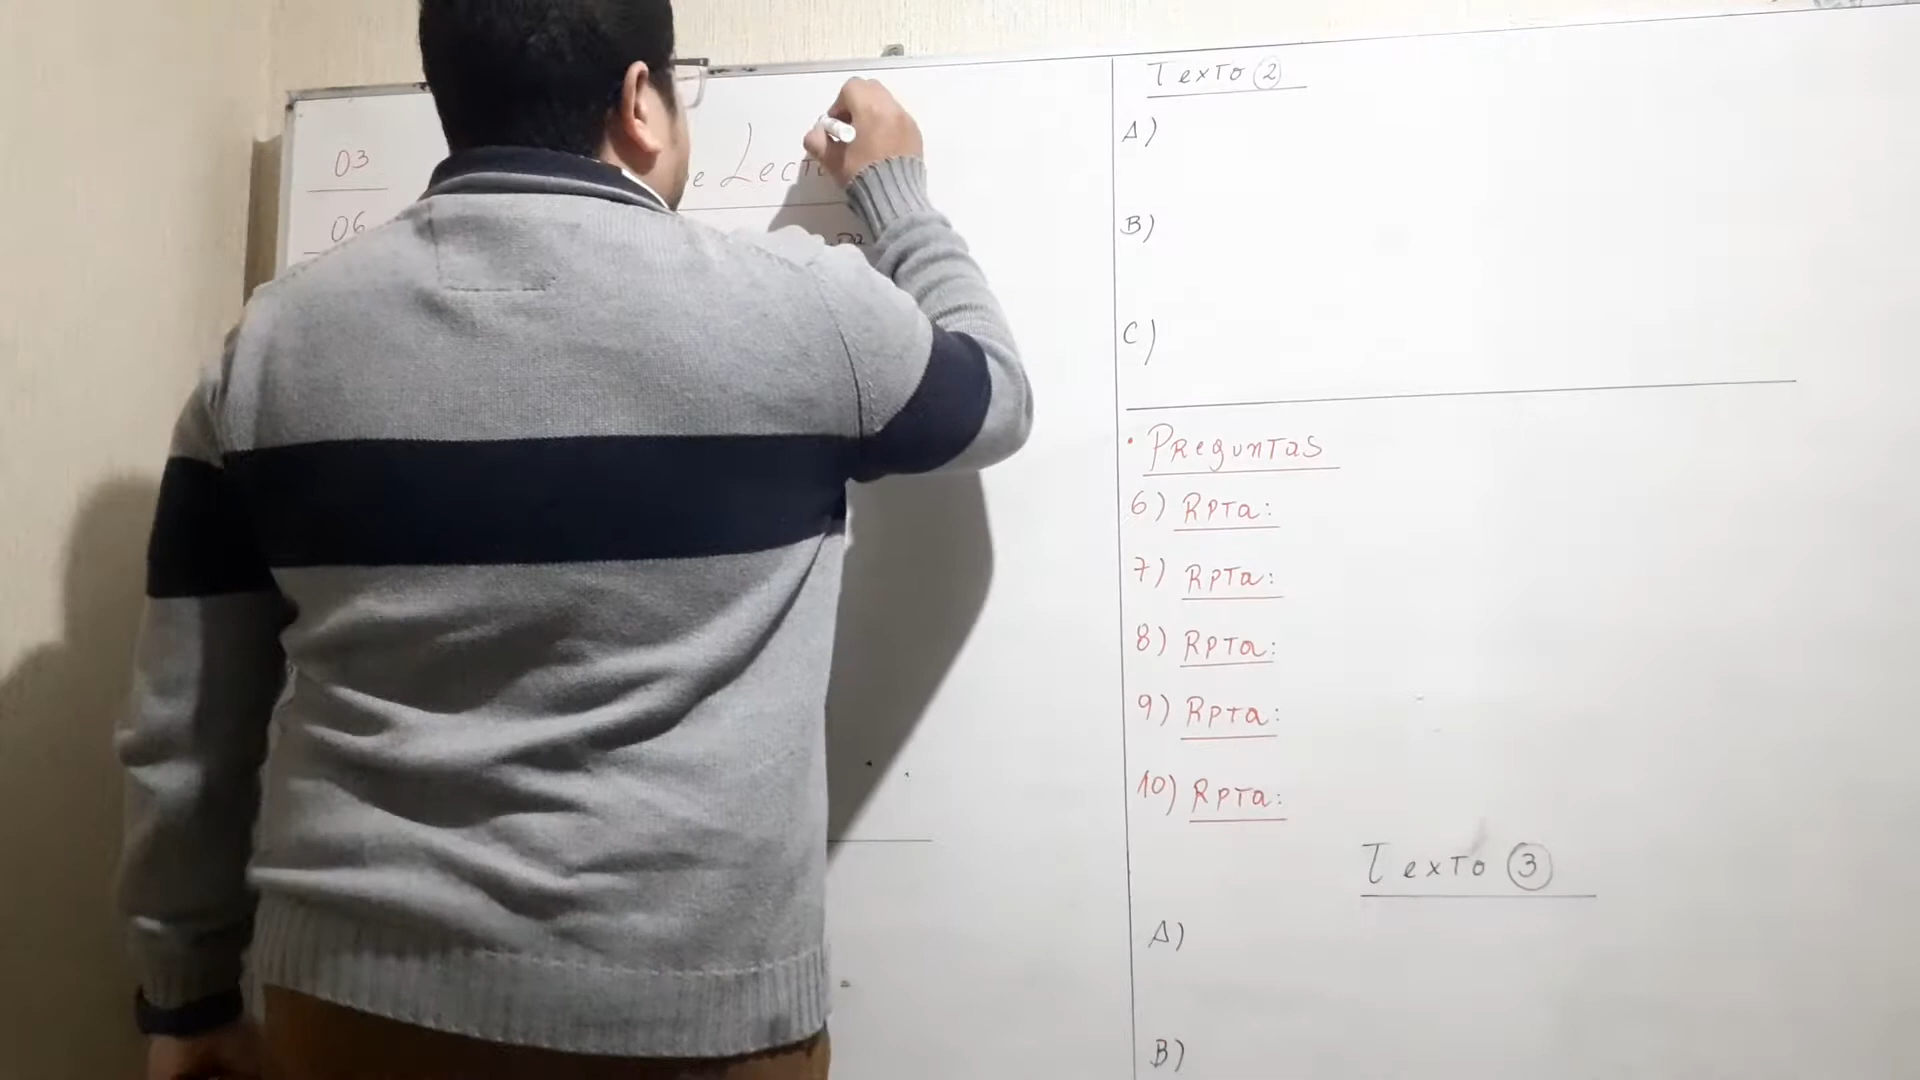 03
06
Texto 2
A)
B)
C)
• Preguntas
6) Rpta:
7) Rpta:
8) Rpta:
9) Rpta:
10) Rpta:
Texto 3
A)
B)